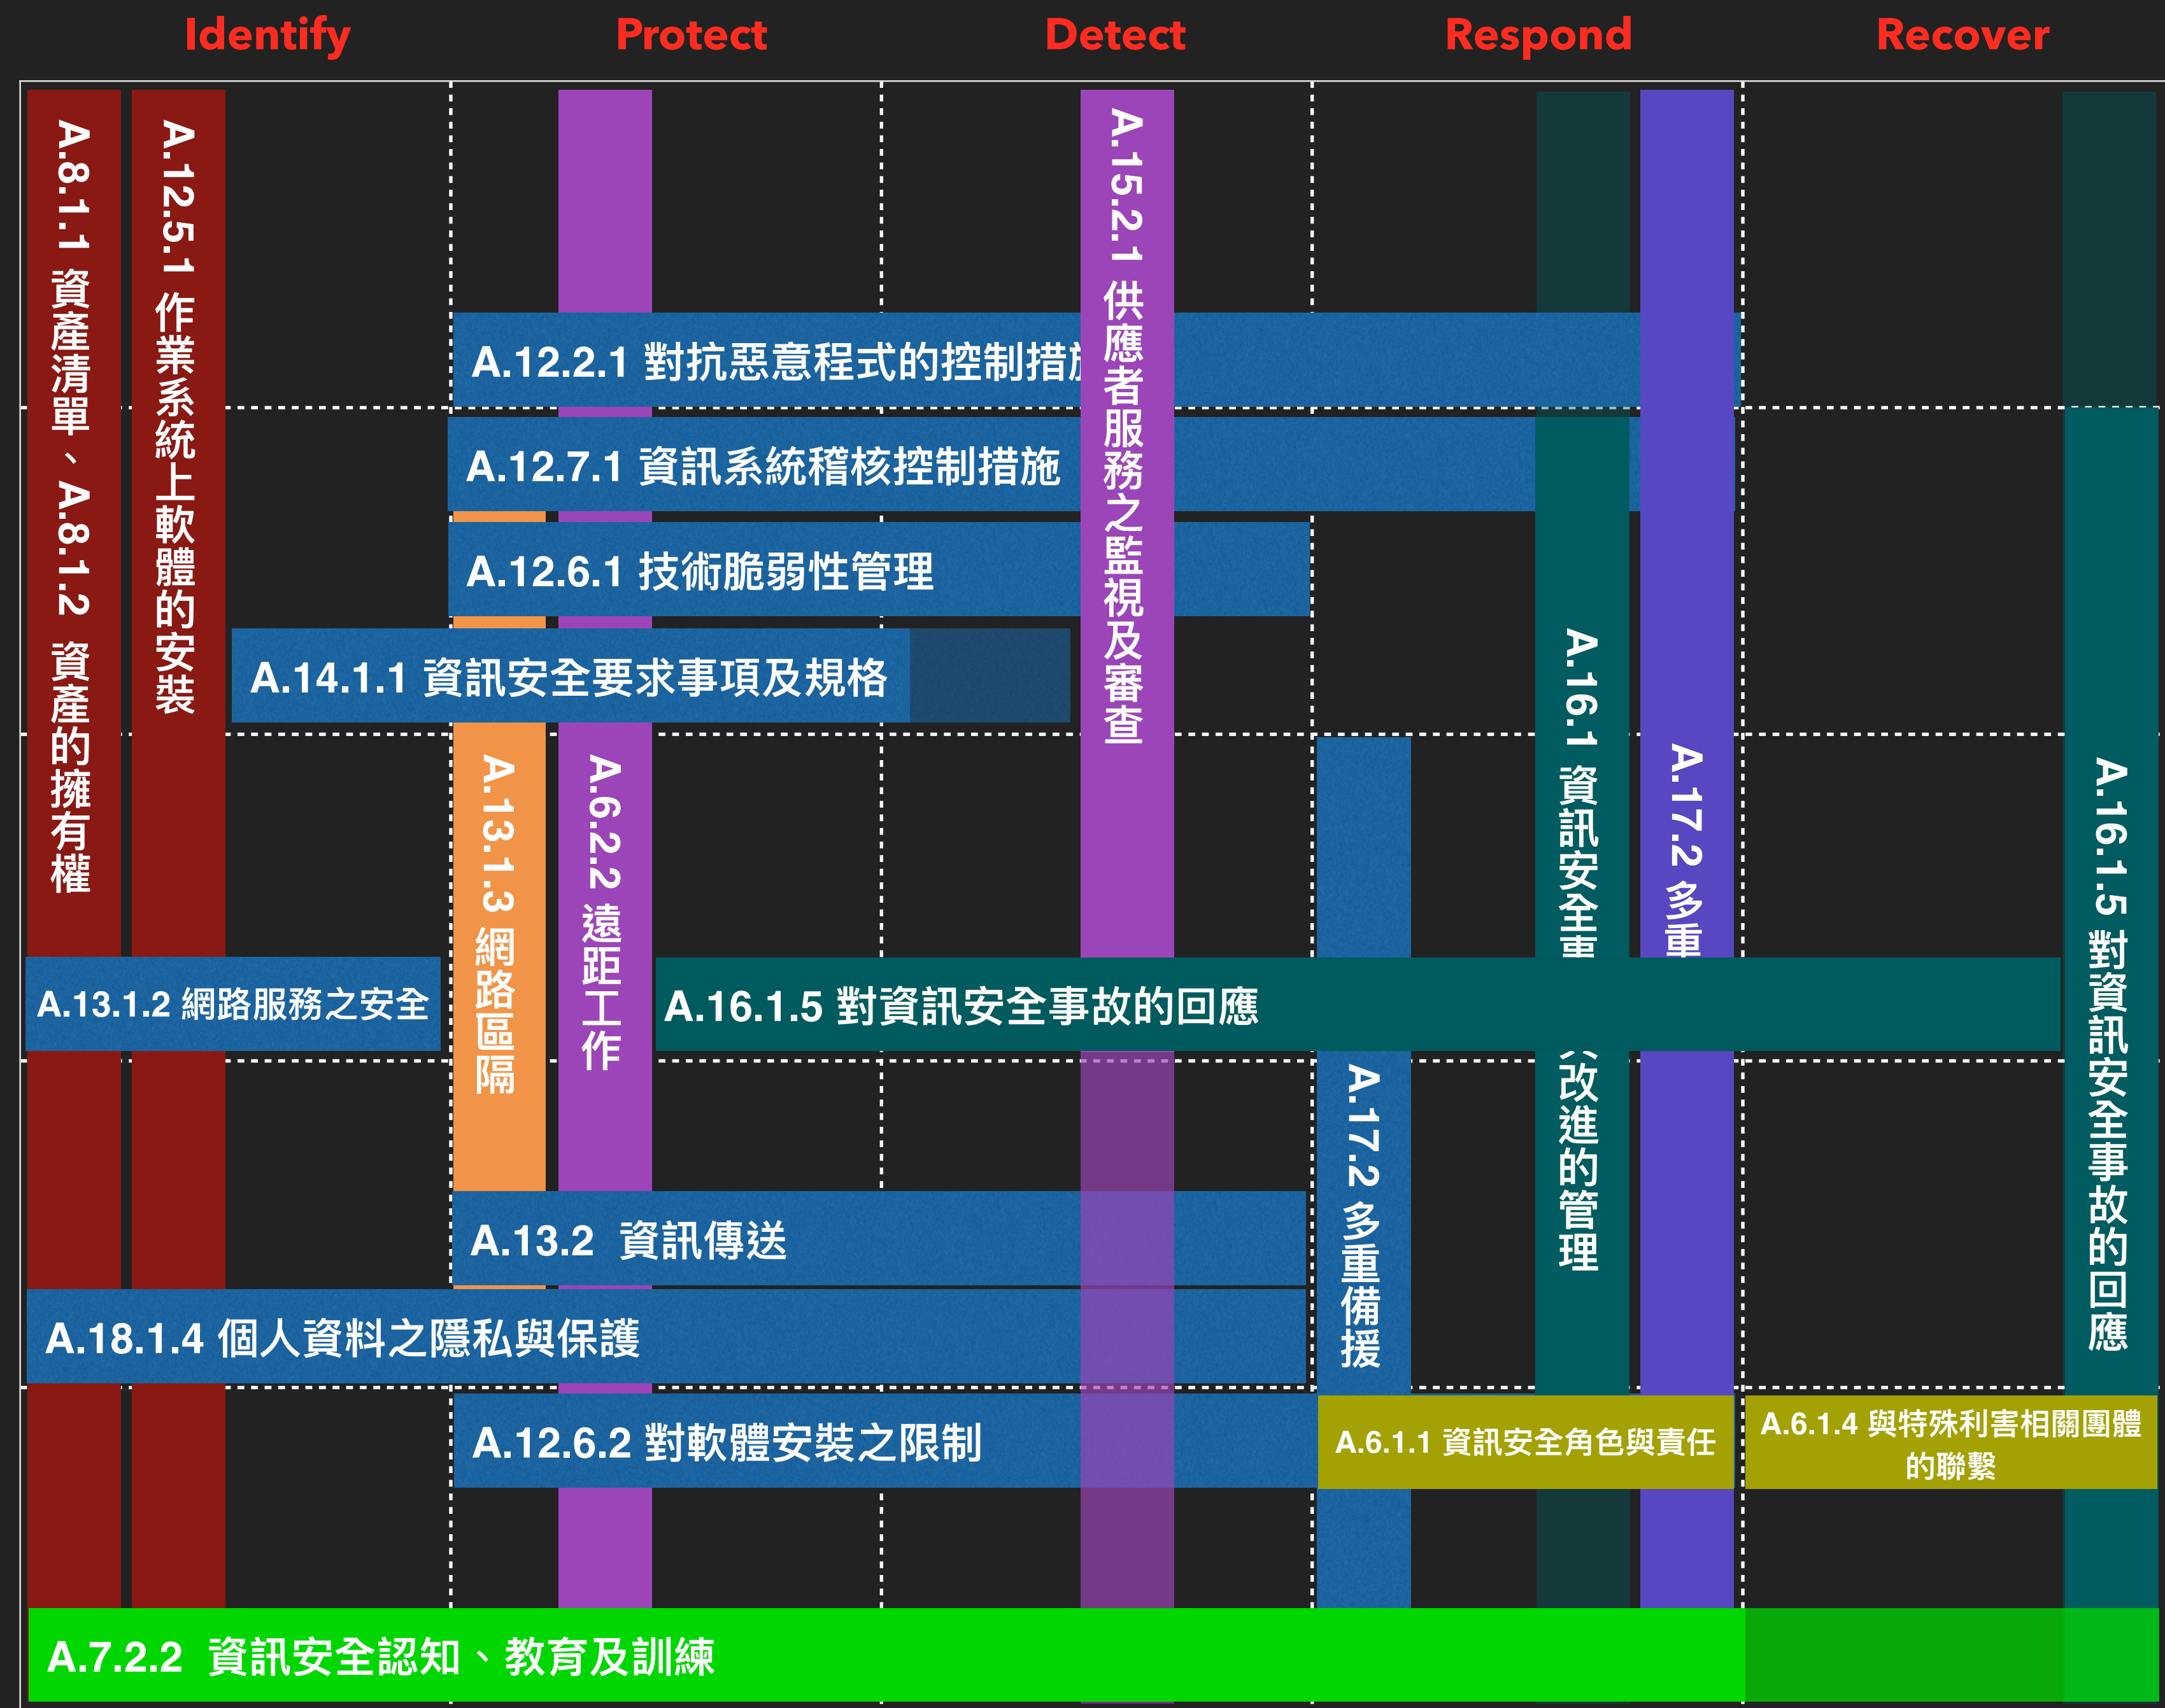 Identify
Protect
Detect
Respond
Recover
A.8.1.1 資產清單、A.8.1.2 資產的擁有權
A.12.5.1 作業系統上軟體的安裝
A.15.2.1 供應者服務之監視及審查
A.12.2.1 對抗惡意程式的控制措
A.12.7.1 資訊系統稽核控制措施
A.12.6.1 技術脆弱性管理
A.14.1.1 資訊安全要求事項及規格
A.13.1.3 網路區隔
A.6.2.2 遠距工作
A.16.1 資訊安全
改進的管理
A.17.2 多重
A.16.1.5 對資訊安全事故的回應
A.13.1.2 網路服務之安全
A.16.1.5 對資訊安全事故的回應
A.17.2 多重備援
A.13.2 資訊傳送
A.18.1.4 個人資料之隱私與保護
A.12.6.2 對軟體安裝之限制
A.6.1.1 資訊安全角色與責任
A.6.1.4 與特殊利害相關團體
的聯繫
A.7.2.2 資訊安全認知、教育及訓練